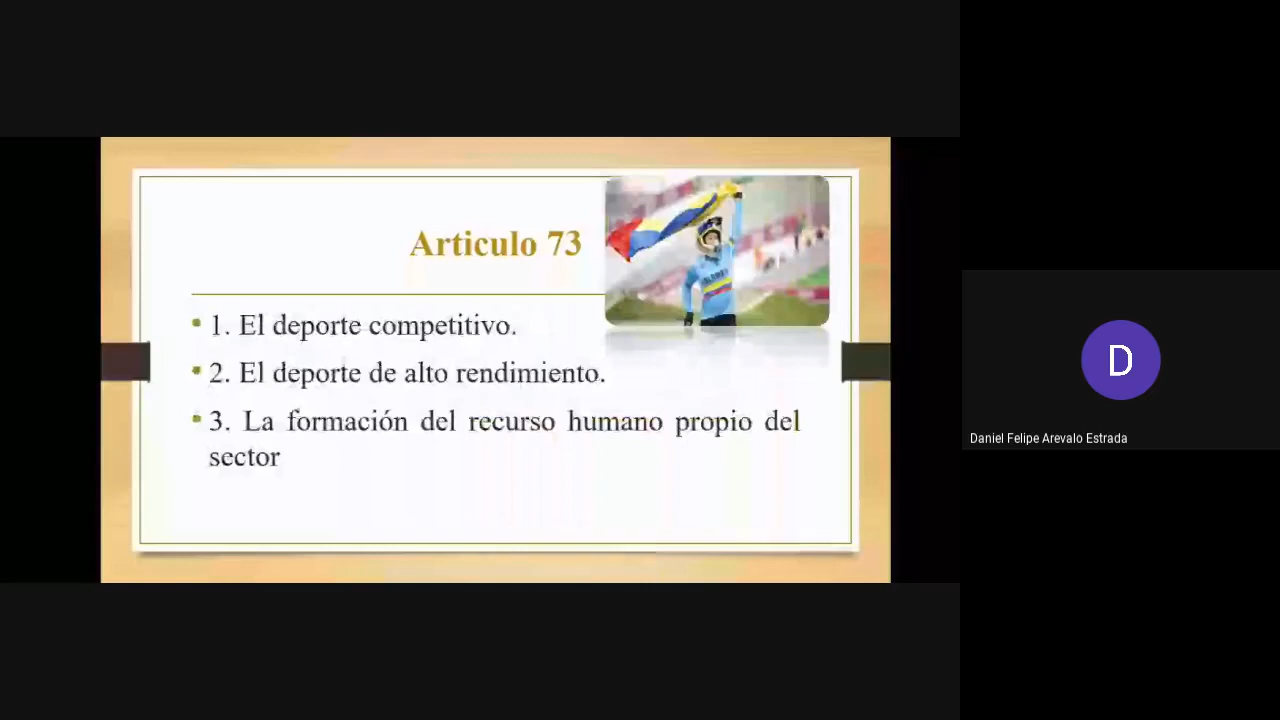 Articulo 73
• 1. El deporte competitivo.
• 2. El deporte de alto rendimiento.
• 3. La formación del recurso humano propio del
sector
D
Daniel Felipe Arevalo Estrada